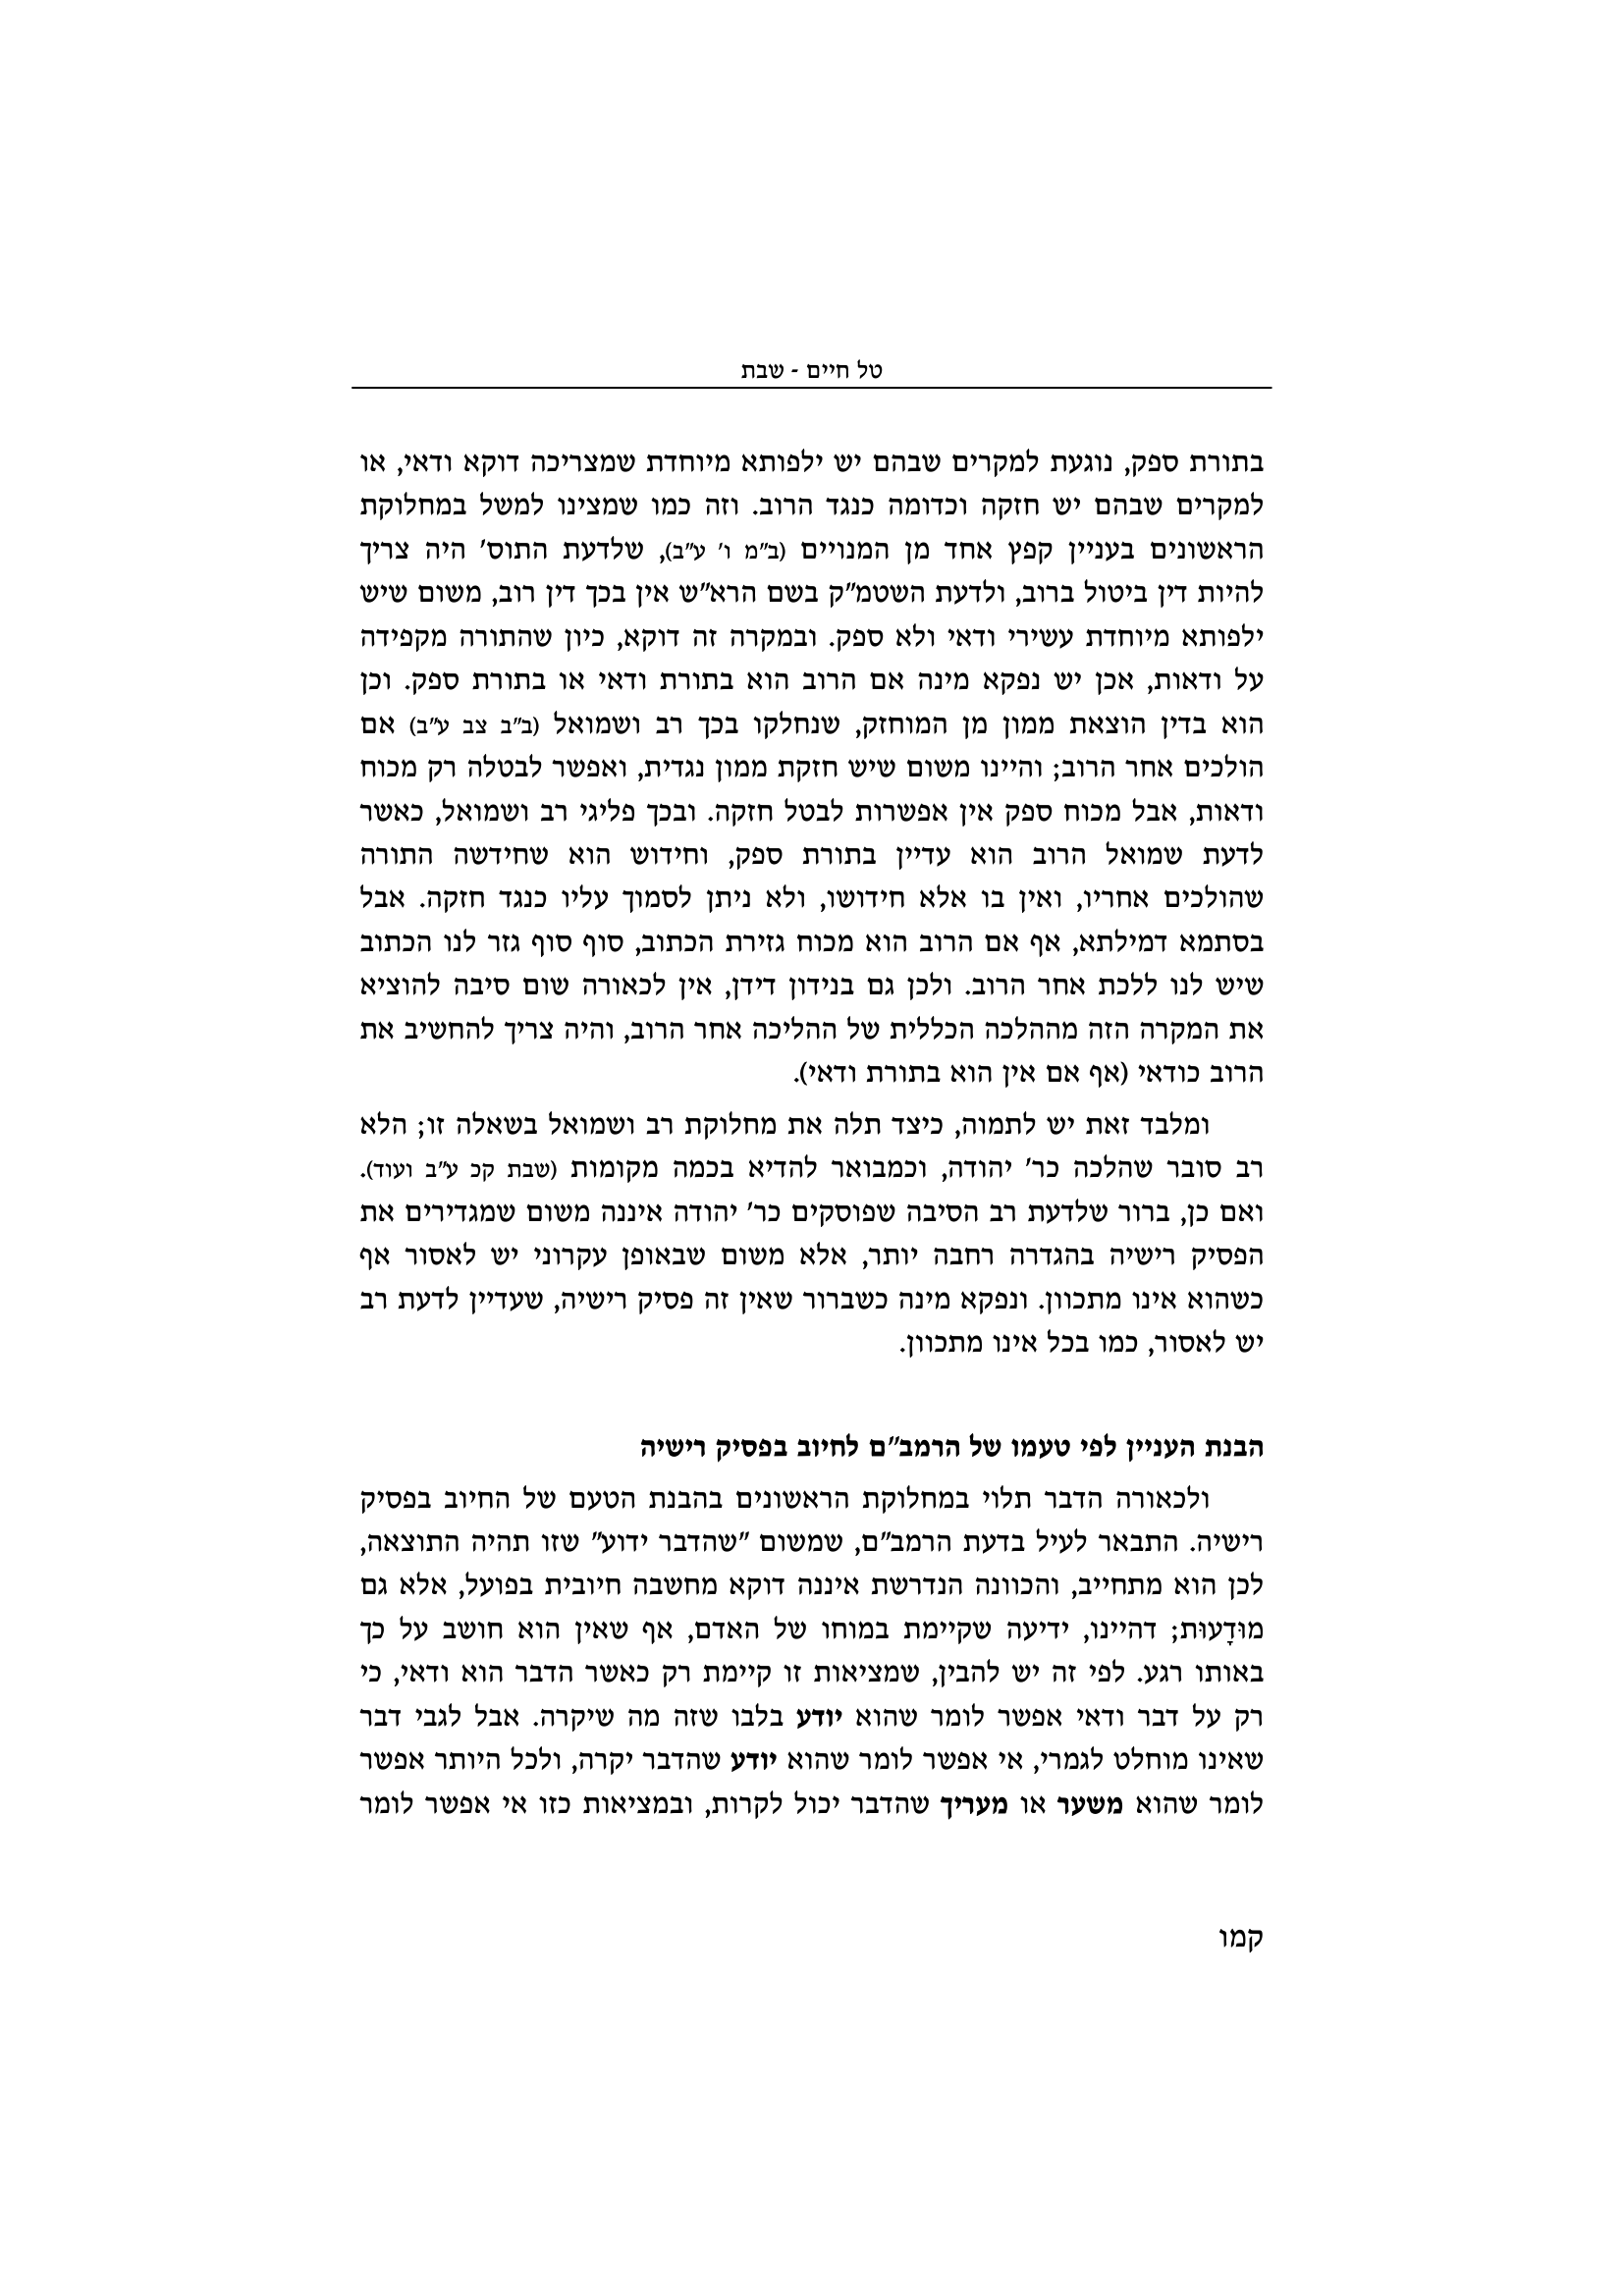 טל חיים - שבת
בתורת ספק, נוגעת למקרים שבהם יש ילפותא מיוחדת שמצריכה דוקא ודאי, או
למקרים שבהם יש חזקה וכדומה כנגד הרוב. וזה כמו שמצינו למשל במחלוקת
הראשונים בעניין קפץ אחד מן המנויים (ב"מ ו' ע"ב), שלדעת התוס' היה צריך
להיות דין ביטול ברוב, ולדעת השטמ"ק בשם הרא"ש אין בכך דין רוב, משום שיש
ילפותא מיוחדת עשירי ודאי ולא ספק. ובמקרה זה דוקא, כיון שהתורה מקפידה
על ודאות, אכן יש נפקא מינה אם הרוב הוא בתורת ודאי או בתורת ספק. וכן
הוא בדין הוצאת ממון מן המוחזק, שנחלקו בכך רב ושמואל (ב"ב צב ע"ב) אם
הולכים אחר הרוב; והיינו משום שיש חזקת ממון נגדית, ואפשר לבטלה רק מכוח
ודאות, אבל מכוח ספק אין אפשרות לבטל חזקה. ובכך פליגי רב ושמואל, כאשר
לדעת שמואל הרוב הוא עדיין בתורת ספק, וחידוש הוא שחידשה התורה
שהולכים אחריו, ואין בו אלא חידושו, ולא ניתן לסמוך עליו כנגד חזקה. אבל
בסתמא דמילתא, אף אם הרוב הוא מכוח גזירת הכתוב, סוף סוף גזר לנו הכתוב
שיש לנו ללכת אחר הרוב. ולכן גם בנידון דידן, אין לכאורה שום סיבה להוציא
את המקרה הזה מההלכה הכללית של ההליכה אחר הרוב, והיה צריך להחשיב את
הרוב כודאי (אף אם אין הוא בתורת ודאי).
ומלבד זאת יש לתמוה, כיצד תלה את מחלוקת רב ושמואל בשאלה זו; הלא
רב סובר שהלכה כר' יהודה, וכמבואר להדיא בכמה מקומות (שבת קכ ע"ב ועוד).
ואם כן, ברור שלדעת רב הסיבה שפוסקים כר' יהודה איננה משום שמגדירים את
הפסיק רישיה בהגדרה רחבה יותר, אלא משום שבאופן עקרוני יש לאסור אף
כשהוא אינו מתכוון. ונפקא מינה כשברור שאין זה פסיק רישיה, שעדיין לדעת רב
יש לאסור, כמו בכל אינו מתכוון.
הבנת העניין לפי טעמו של הרמב"ם לחיוב בפסיק רישיה
ולכאורה הדבר תלוי במחלוקת הראשונים בהבנת הטעם של החיוב בפסיק
רישיה. התבאר לעיל בדעת הרמב"ם, שמשום "שהדבר ידוע" שזו תהיה התוצאה,
לכן הוא מתחייב, והכוונה הנדרשת איננה דוקא מחשבה חיובית בפועל, אלא גם
מוּדָעוּת; דהיינו, ידיעה שקיימת במוחו של האדם, אף שאין הוא חושב על כך
באותו רגע. לפי זה יש להבין, שמציאות זו קיימת רק כאשר הדבר הוא ודאי, כי
רק על דבר ודאי אפשר לומר שהוא יודע בלבו שזה מה שיקרה. אבל לגבי דבר
שאינו מוחלט לגמרי, אי אפשר לומר שהוא יודע שהדבר יקרה, ולכל היותר אפשר
לומר שהוא משער או מעריך שהדבר יכול לקרות, ובמציאות כזו אי אפשר לומר
קמו